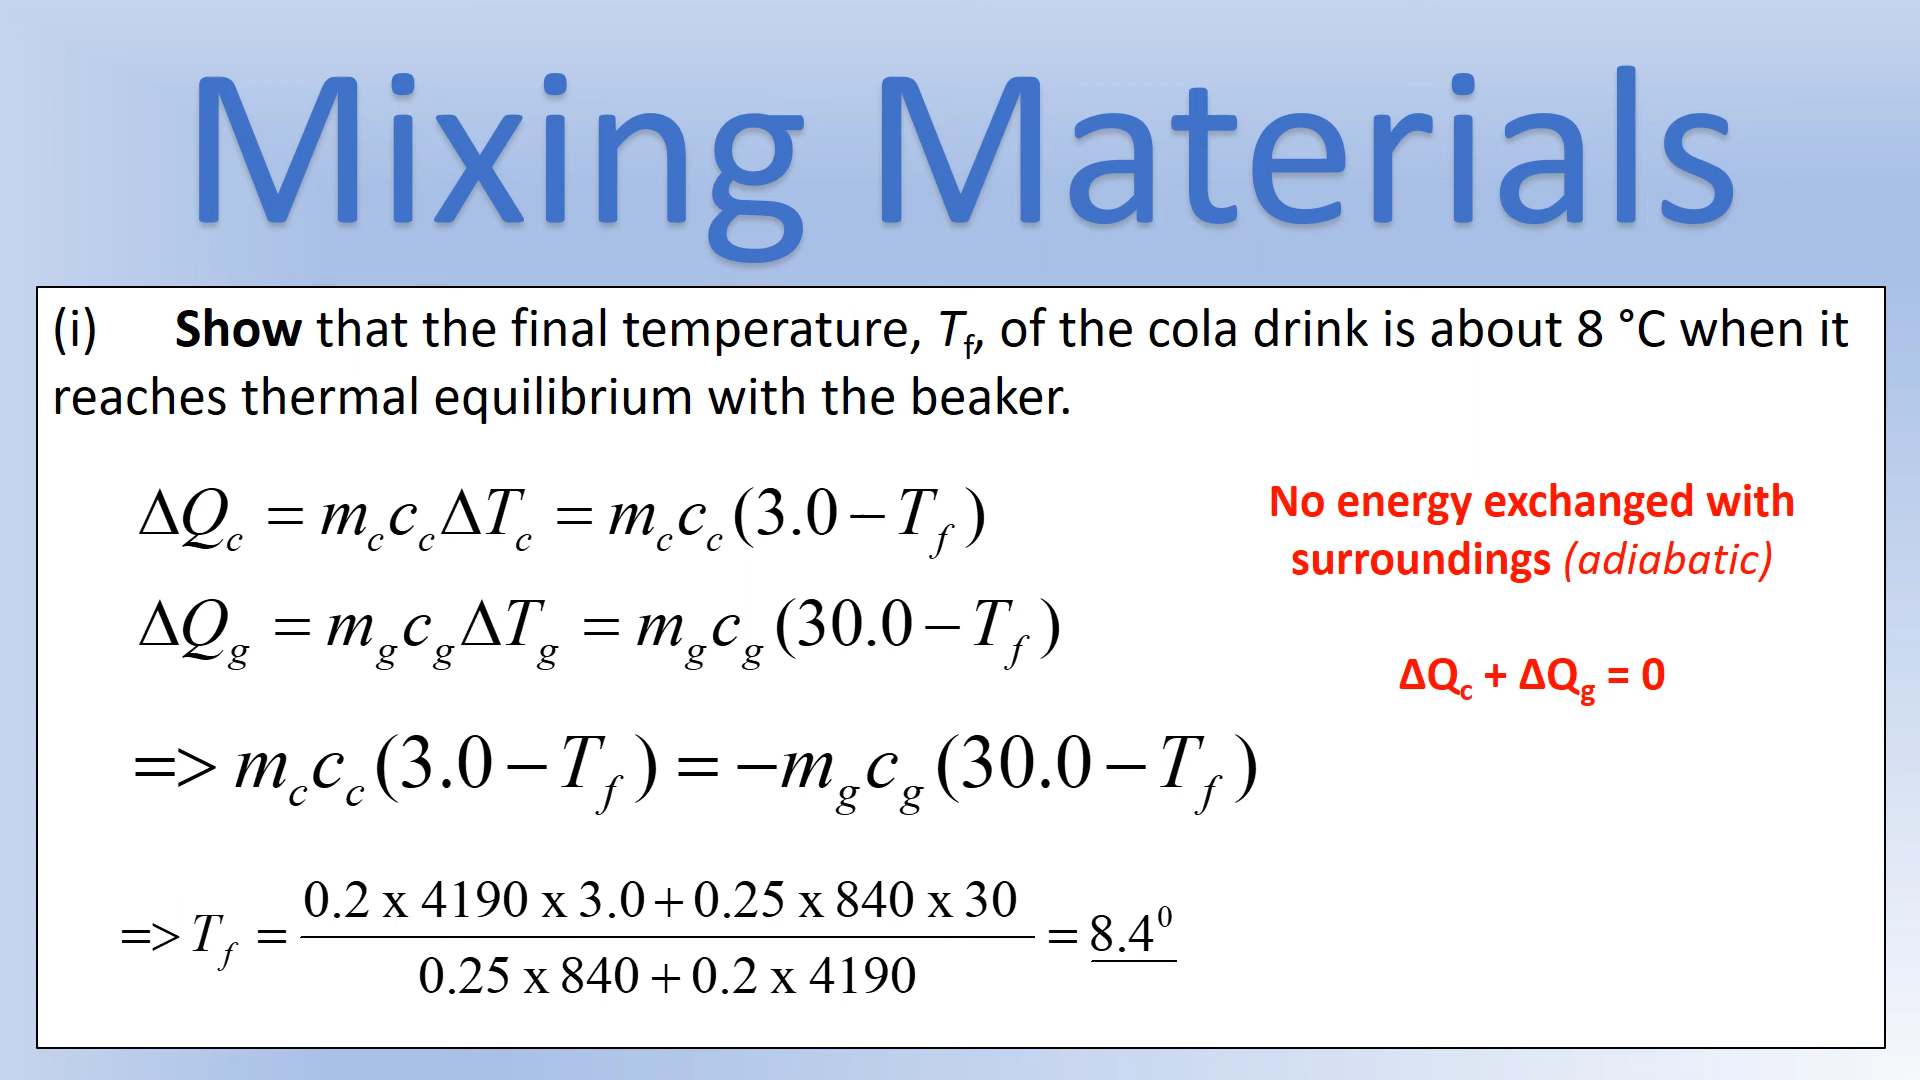 Mixing Materials
(i) Show that the final temperature, T_f, of the cola drink is about 8 °C when it
reaches thermal equilibrium with the beaker.
ΔQ_c = m_c c_c ΔT_c = m_c c_c (3.0 − T_f)
No energy exchanged with
surroundings (adiabatic)
ΔQ_g = m_g c_g ΔT_g = m_g c_g (30.0 − T_f)
ΔQ_c + ΔQ_g = 0
=> m_c c_c (3.0 − T_f) = −m_g c_g (30.0 − T_f)
0.2 x 4190 x 3.0 + 0.25 x 840 x 30
=> T_f = = 8.4⁰
0.25 x 840 + 0.2 x 4190